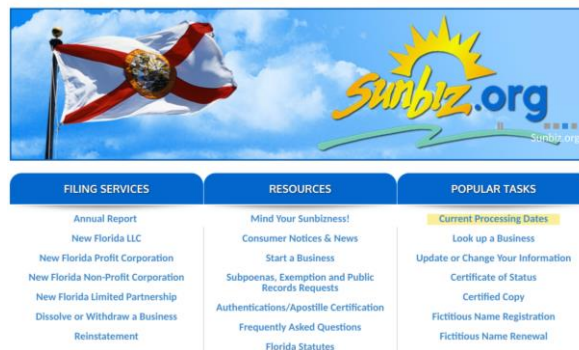 Sunbiz.org
Sunbiz.org
FILING SERVICES
Annual Report
New Florida LLC
New Florida Profit Corporation
New Florida Non-Profit Corporation
New Florida Limited Partnership
Dissolve or Withdraw a Business
Reinstatement
RESOURCES
Mind Your Sunbizness!
Consumer Notices & News
Start a Business
Subpoenas, Exemption and Public
Records Requests
Authentications/Apostille Certification
Frequently Asked Questions
Florida Statutes
POPULAR TASKS
Current Processing Dates
Look up a Business
Update or Change Your Information
Certificate of Status
Certified Copy
Fictitious Name Registration
Fictitious Name Renewal